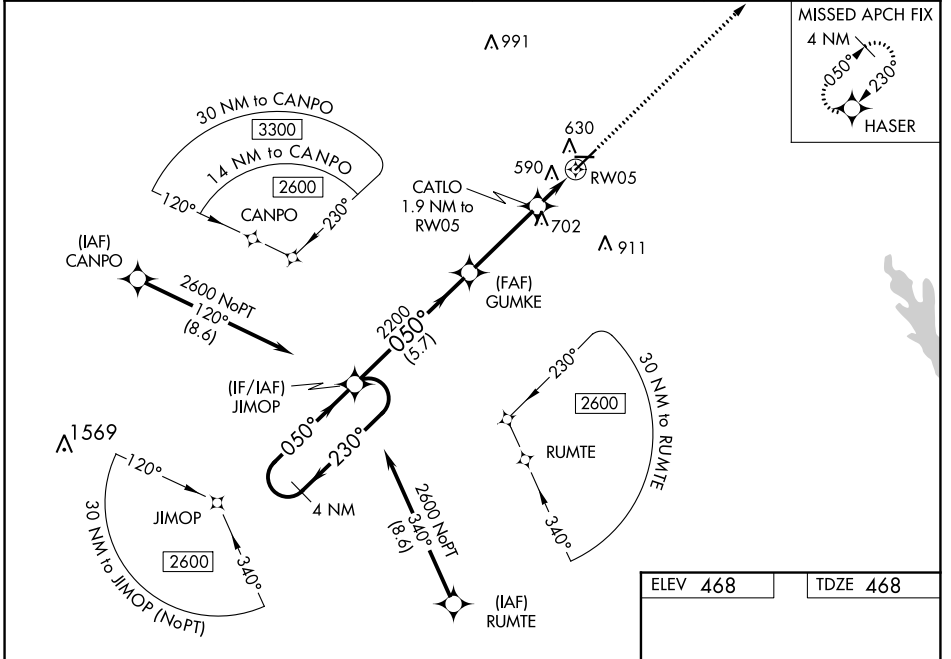 991
MISSED APCH FIX
4 NM
050°
230°
HASER
30 NM to CANPO
3300
14 NM to CANPO
2600
CANPO
120°
230°
630
590
RW05
CATLO
1.9 NM to
RW05
702
911
(IAF)
CANPO
2600 NoPT
120°
(8.6)
(FAF)
GUMKE
2200
050°
(5.7)
(IF/IAF)
JIMOP
050°
230°
4 NM
230°
2600
30 NM to RUMTE
RUMTE
340°
1569
120°
JIMOP
2600
340°
30 NM to JIMOP (NoPT)
2600 NoPT
340°
(8.6)
(IAF)
RUMTE
ELEV 468
TDZE 468